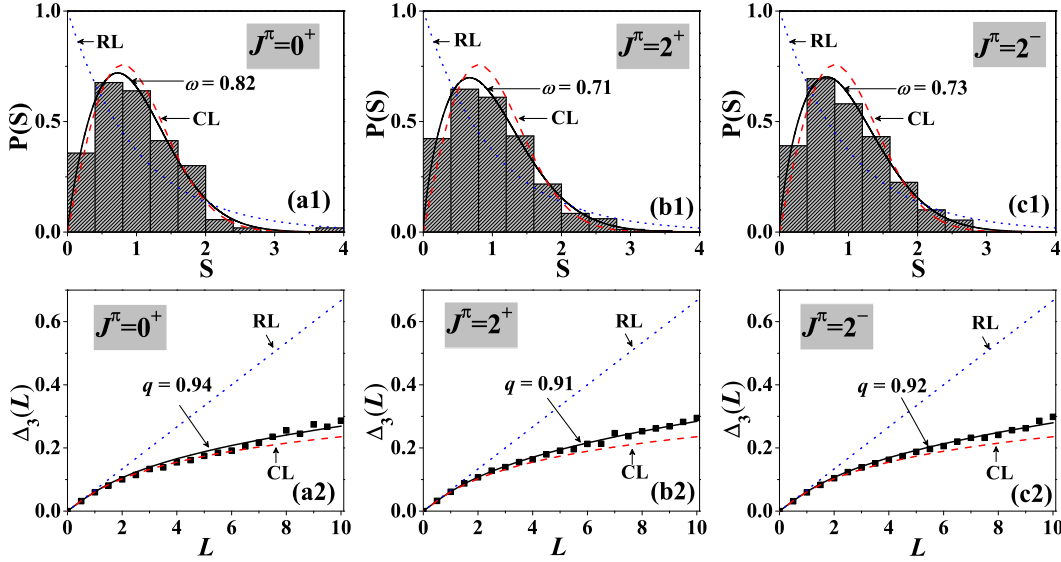 1.0
0.5
0.0
P(S)
RL
J^π=0^+
ω = 0.82
CL
(a1)
0 1 2 3 4
S
1.0
0.5
0.0
P(S)
RL
J^π=2^+
ω = 0.71
CL
(b1)
0 1 2 3 4
S
1.0
0.5
0.0
P(S)
RL
J^π=2^-
ω = 0.73
CL
(c1)
0 1 2 3 4
S
0.6
0.4
0.2
0.0
Δ_3(L)
J^π=0^+
RL
q = 0.94
CL
(a2)
0 2 4 6 8 10
L
0.6
0.4
0.2
0.0
Δ_3(L)
J^π=2^+
RL
q = 0.91
CL
(b2)
0 2 4 6 8 10
L
0.6
0.4
0.2
0.0
Δ_3(L)
J^π=2^-
RL
q = 0.92
CL
(c2)
0 2 4 6 8 10
L